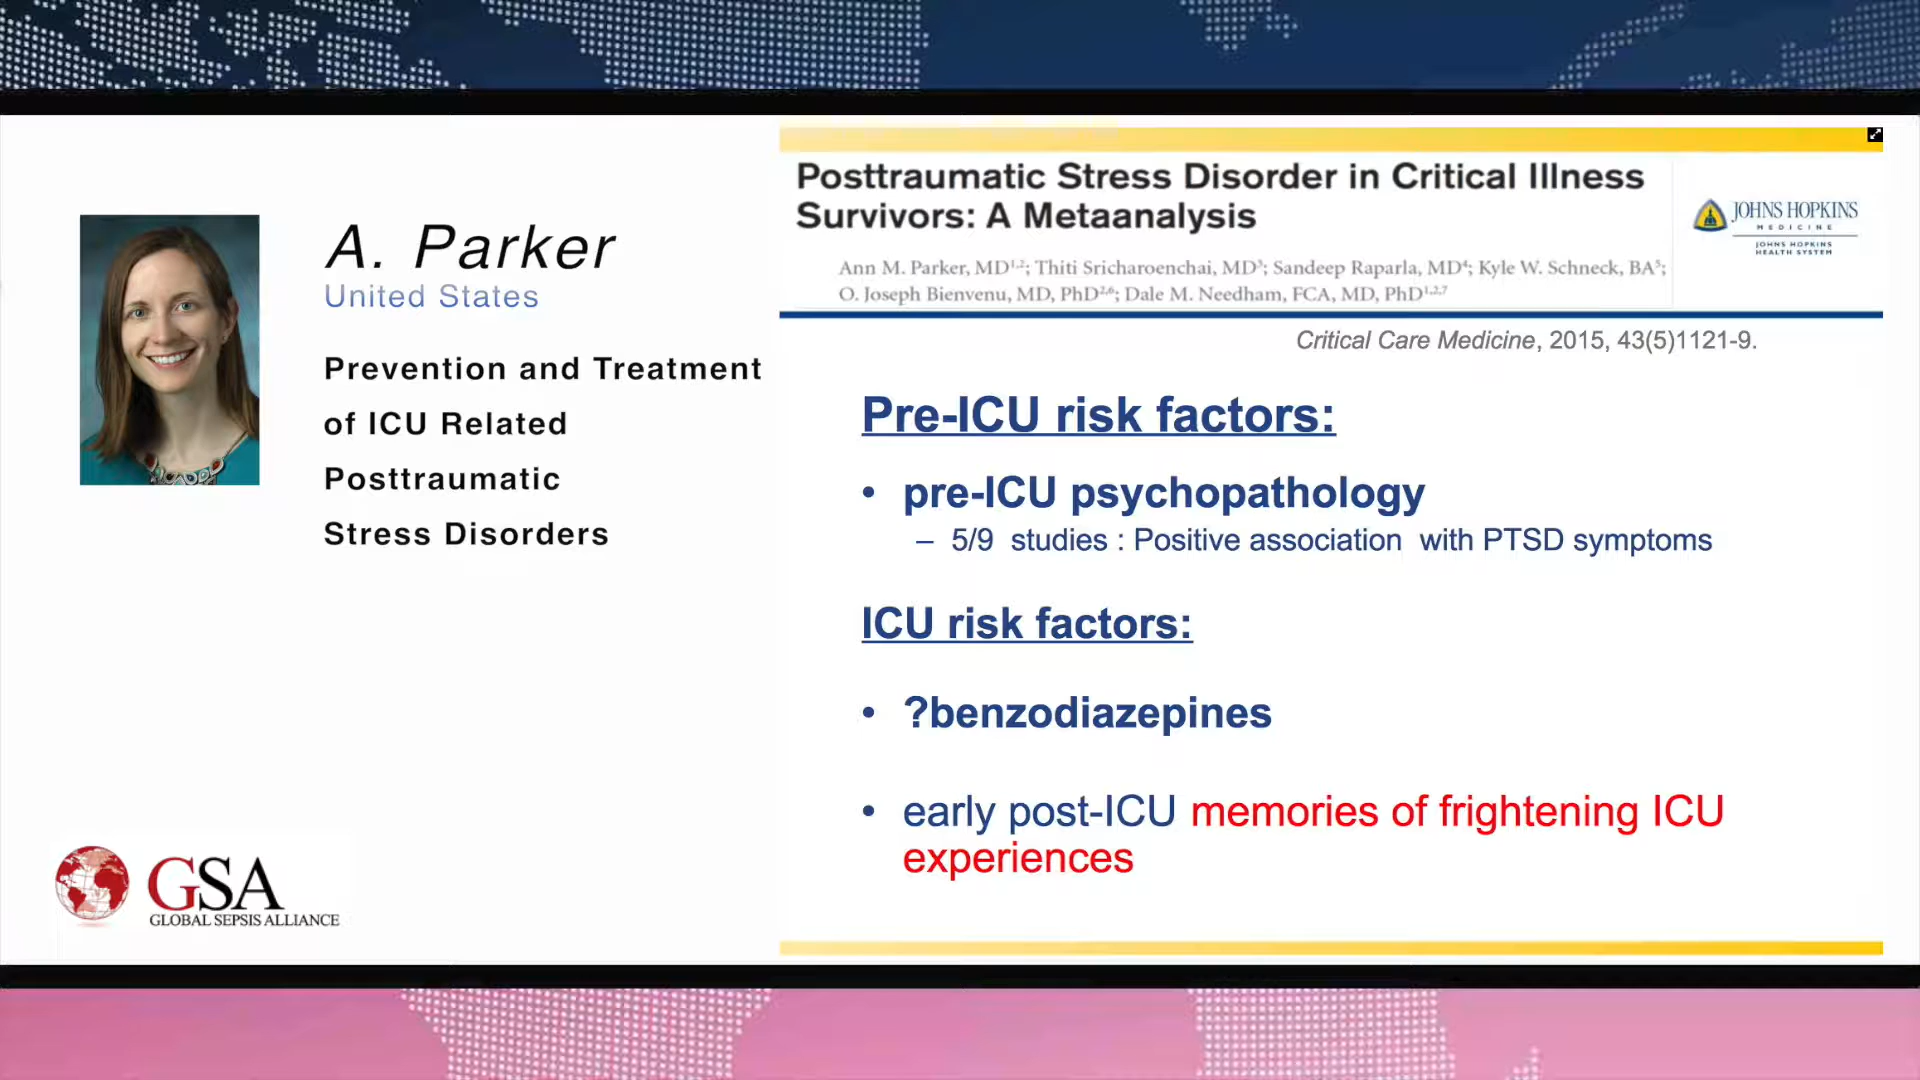 A. Parker
United States
Prevention and Treatment
of ICU Related
Posttraumatic
Stress Disorders
GSA
GLOBAL SEPSIS ALLIANCE
Posttraumatic Stress Disorder in Critical Illness
Survivors: A Metaanalysis
Ann M. Parker, MD1,2; Thiti Sricharoenchai, MD3; Sandeep Raparla, MD4; Kyle W. Schneck, BA5;
O. Joseph Bienvenu, MD, PhD2,6; Dale M. Needham, FCA, MD, PhD1,2,7
JOHNS HOPKINS
MEDICINE
JOHNS HOPKINS
HEALTH SYSTEM
Critical Care Medicine, 2015, 43(5)1121-9.
Pre-ICU risk factors:
• pre-ICU psychopathology
– 5/9 studies : Positive association with PTSD symptoms
ICU risk factors:
• ?benzodiazepines
• early post-ICU memories of frightening ICU
experiences